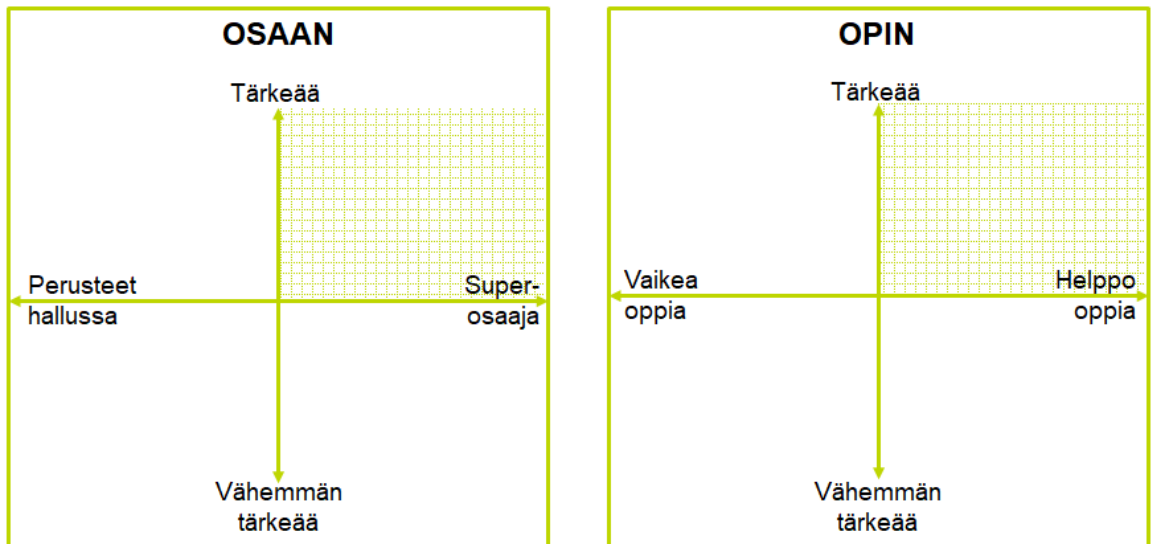 OSAAN
Tärkeää
Perusteet
hallussa
Super-
osaaja
Vähemmän
tärkeää
OPIN
Tärkeää
Vaikea
oppia
Helppo
oppia
Vähemmän
tärkeää